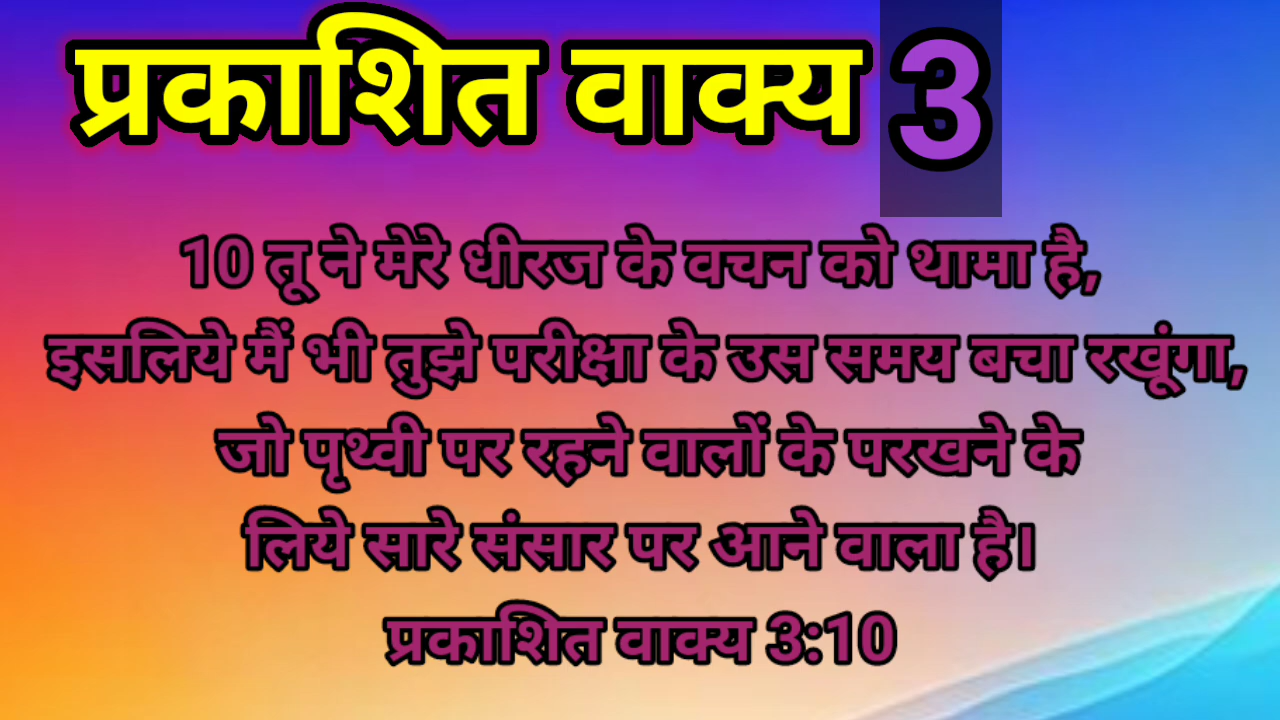 प्रकाशित वाक्य 3
10 तू ने मेरे धीरज के वचन को थामा है,
इसलिये मैं भी तुझे परीक्षा के उस समय बचा रखूंगा,
जो पृथ्वी पर रहने वालों के परखने के
लिये सारे संसार पर आने वाला है।
प्रकाशित वाक्य 3:10